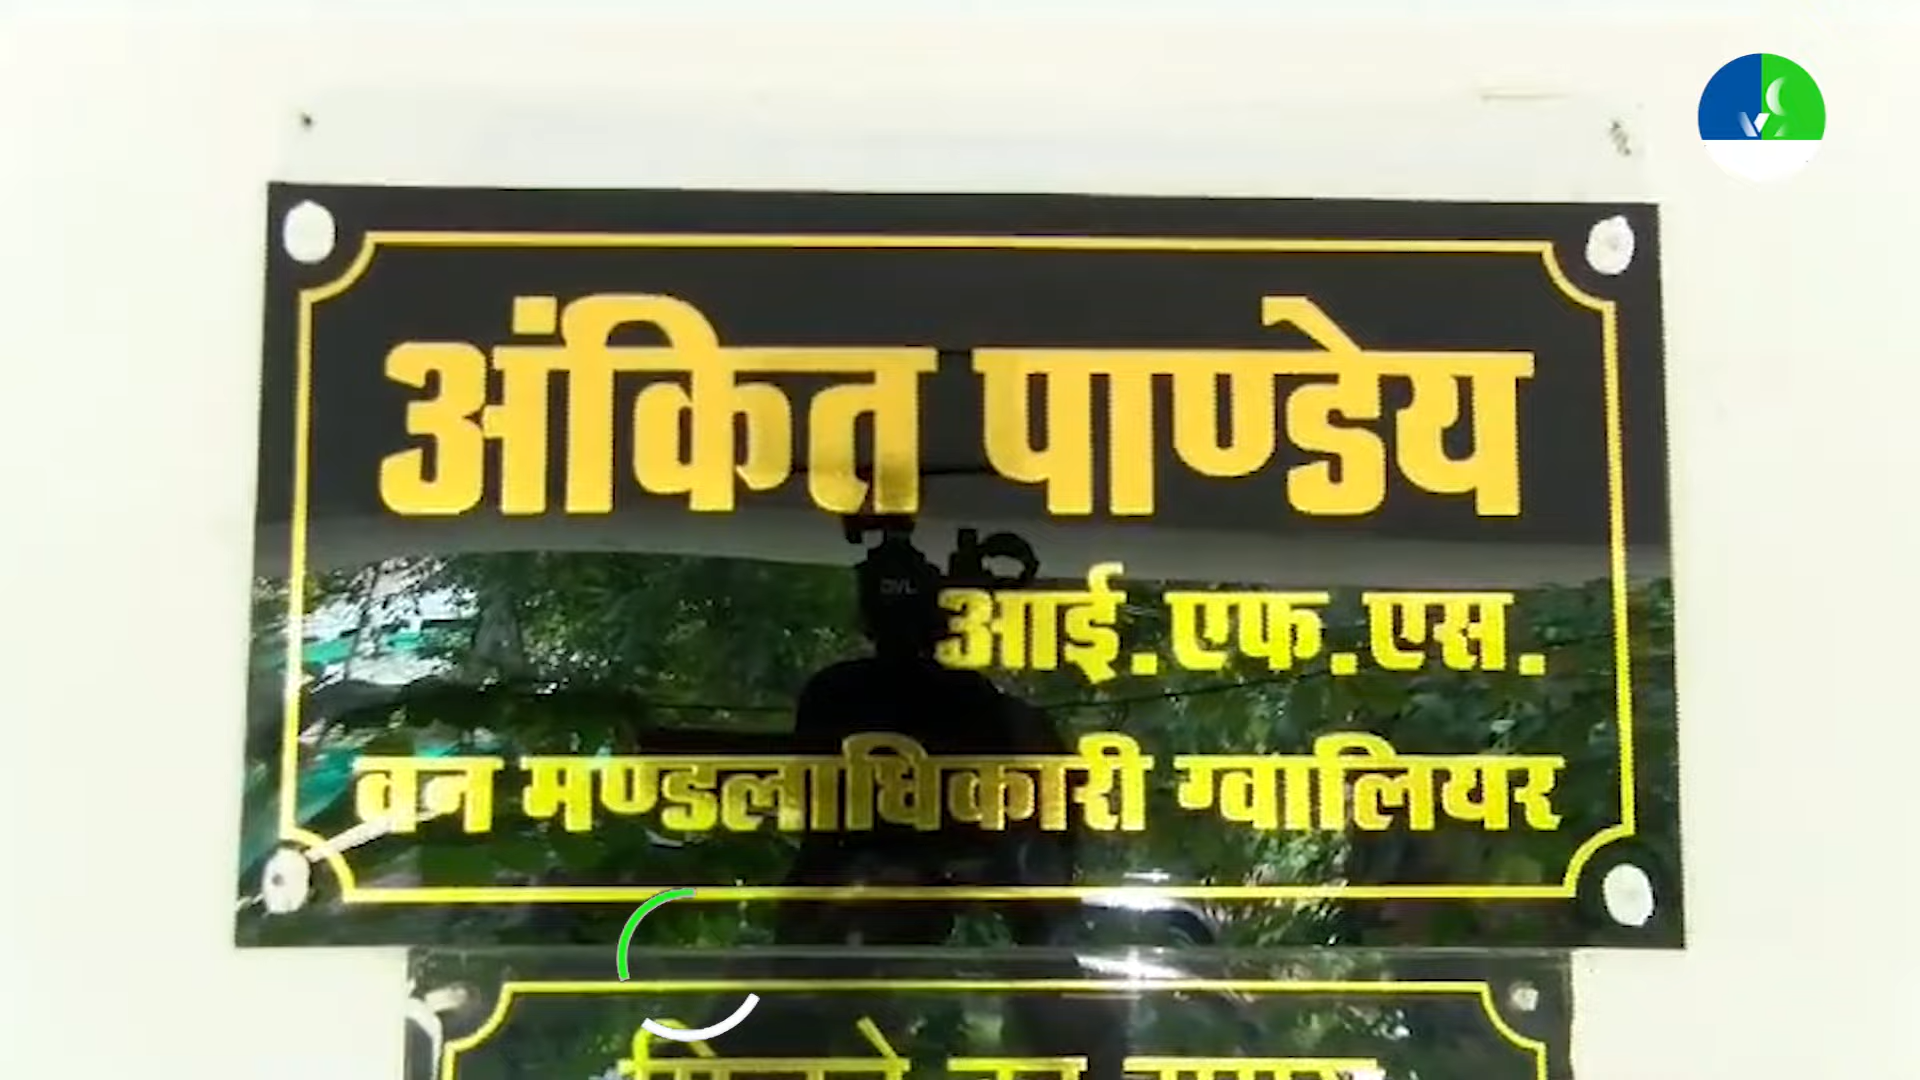 अंकित पाण्डेय
आई.एफ.एस.
वन मण्डलाधिकारी ग्वालियर